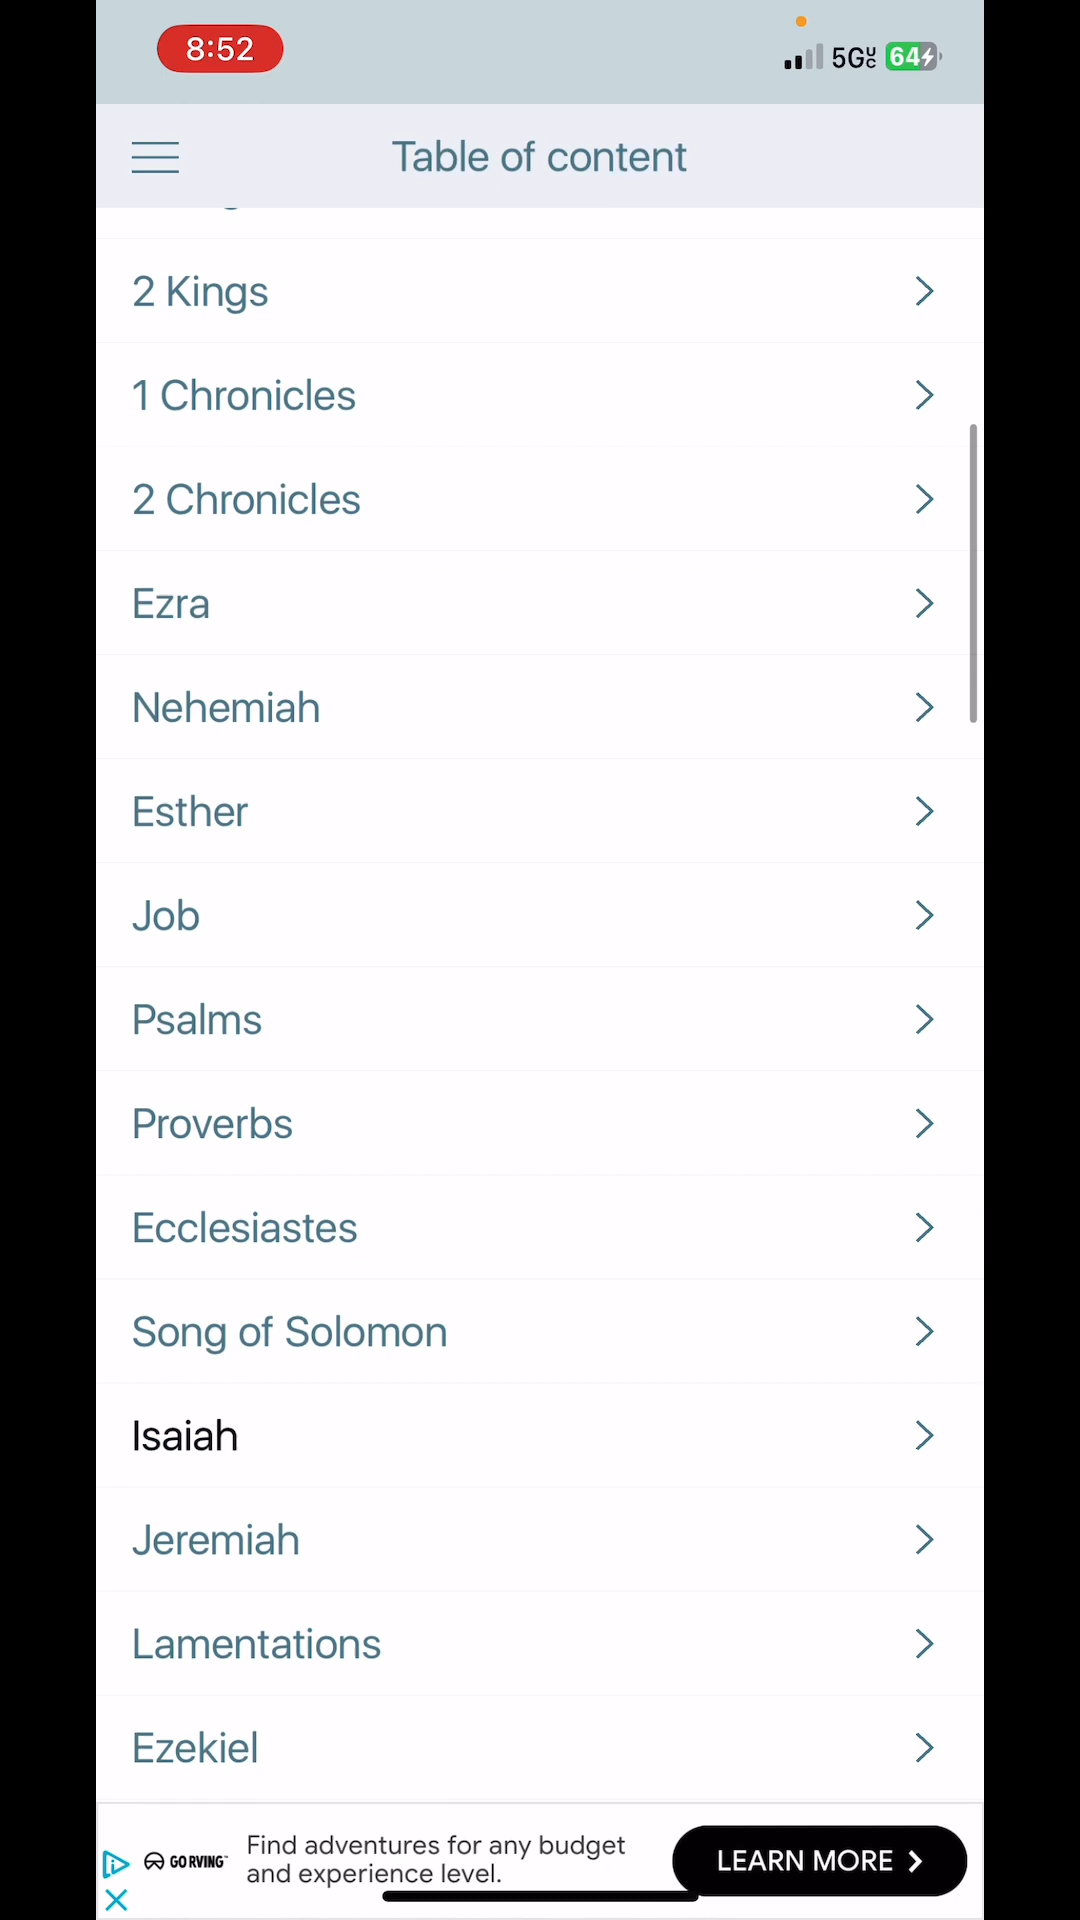 8:52
5G UC 64
Table of content
2 Kings
1 Chronicles
2 Chronicles
Ezra
Nehemiah
Esther
Job
Psalms
Proverbs
Ecclesiastes
Song of Solomon
Isaiah
Jeremiah
Lamentations
Ezekiel
GO RVING
Find adventures for any budget
and experience level.
LEARN MORE